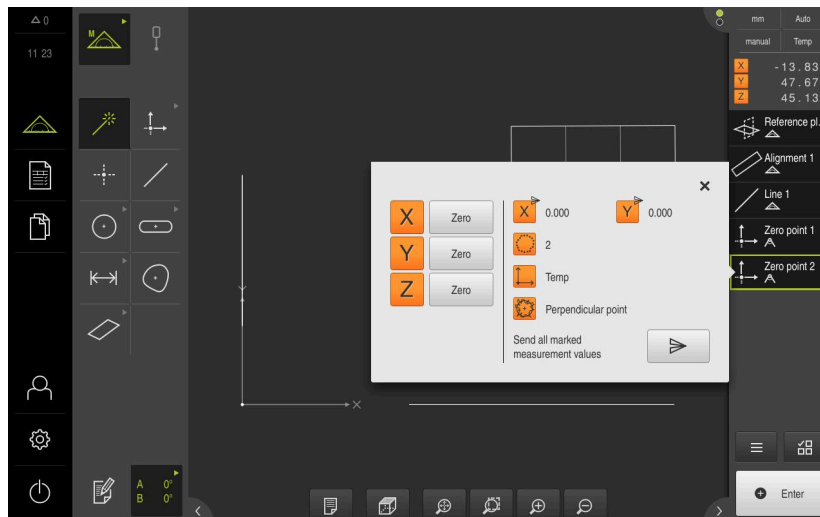 0
11 23
M
mm Auto
manual Temp
X -13.83
Y 47.67
Z 45.13
Reference pl.
Alignment 1
Line 1
Zero point 1
Zero point 2
X Zero
Y Zero
Z Zero
X 0.000 Y 0.000
2
Temp
Perpendicular point
Send all marked
measurement values
Y
X
A 0°
B 0°
Enter